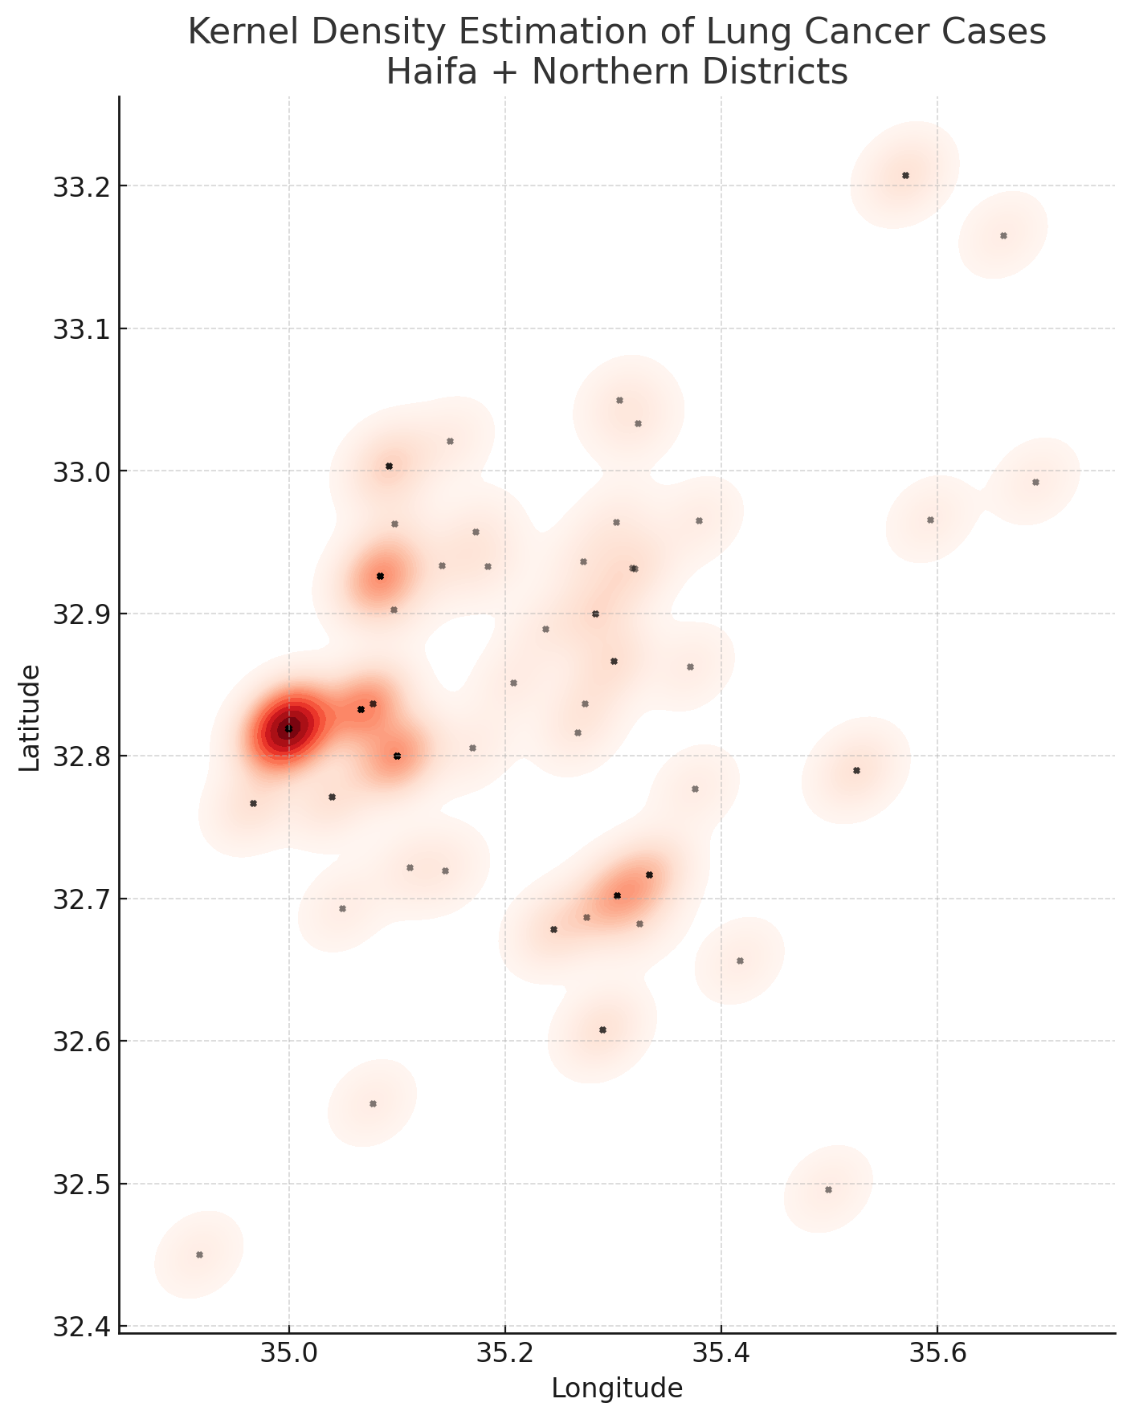 Kernel Density Estimation of Lung Cancer Cases
Haifa + Northern Districts
33.2
33.1
33.0
32.9
32.8
32.7
32.6
32.5
32.4
Latitude
35.0 35.2 35.4 35.6
Longitude